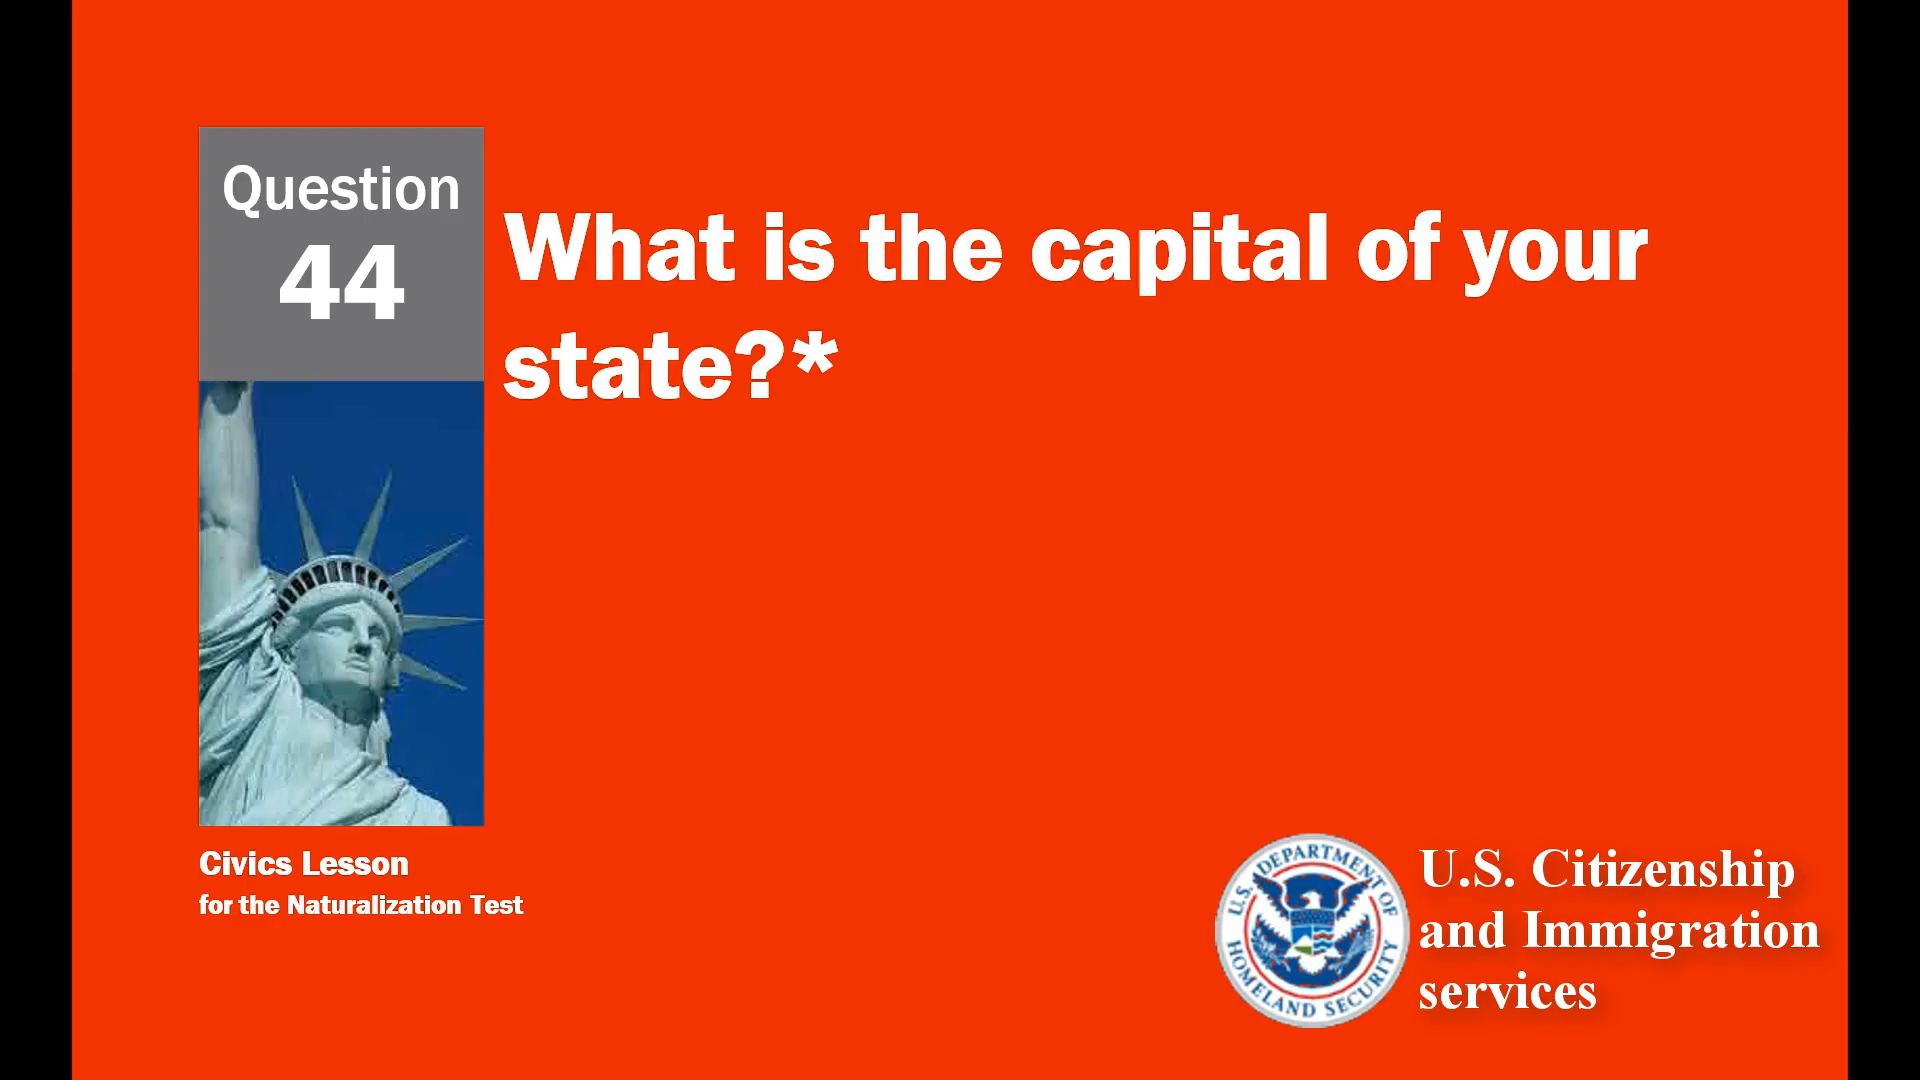 Question
44
What is the capital of your
state?*
Civics Lesson
for the Naturalization Test
U.S. DEPARTMENT OF
HOMELAND SECURITY
U.S. Citizenship
and Immigration
services